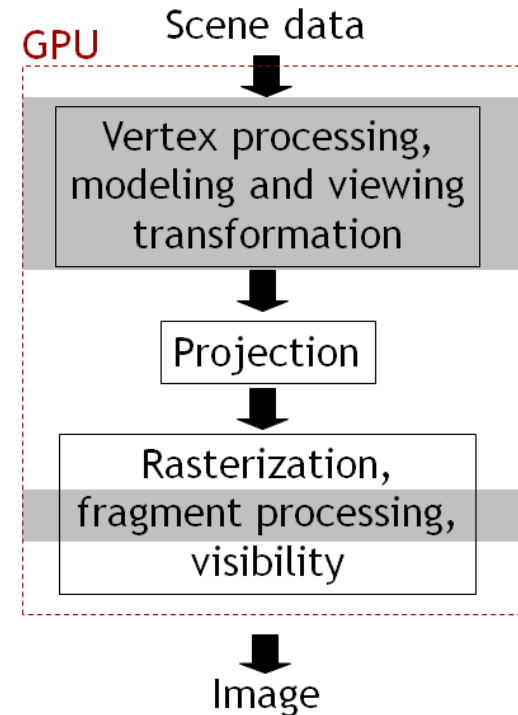 Scene data
GPU
Vertex processing,
modeling and viewing
transformation
Projection
Rasterization,
fragment processing,
visibility
Image